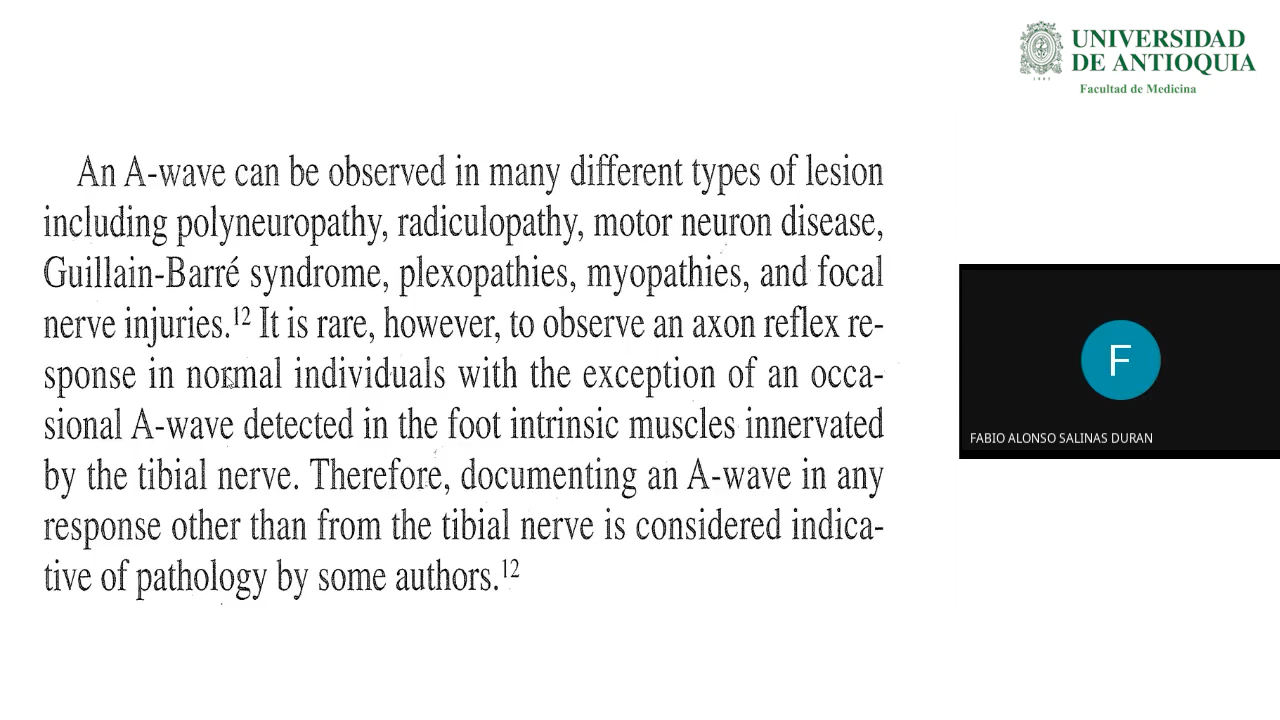 UNIVERSIDAD
DE ANTIOQUIA
Facultad de Medicina
1803
An A-wave can be observed in many different types of lesion
including polyneuropathy, radiculopathy, motor neuron disease,
Guillain-Barré syndrome, plexopathies, myopathies, and focal
nerve injuries.¹² It is rare, however, to observe an axon reflex re-
sponse in normal individuals with the exception of an occa-
sional A-wave detected in the foot intrinsic muscles innervated
by the tibial nerve. Therefore, documenting an A-wave in any
response other than from the tibial nerve is considered indica-
tive of pathology by some authors.¹²
F
FABIO ALONSO SALINAS DURAN